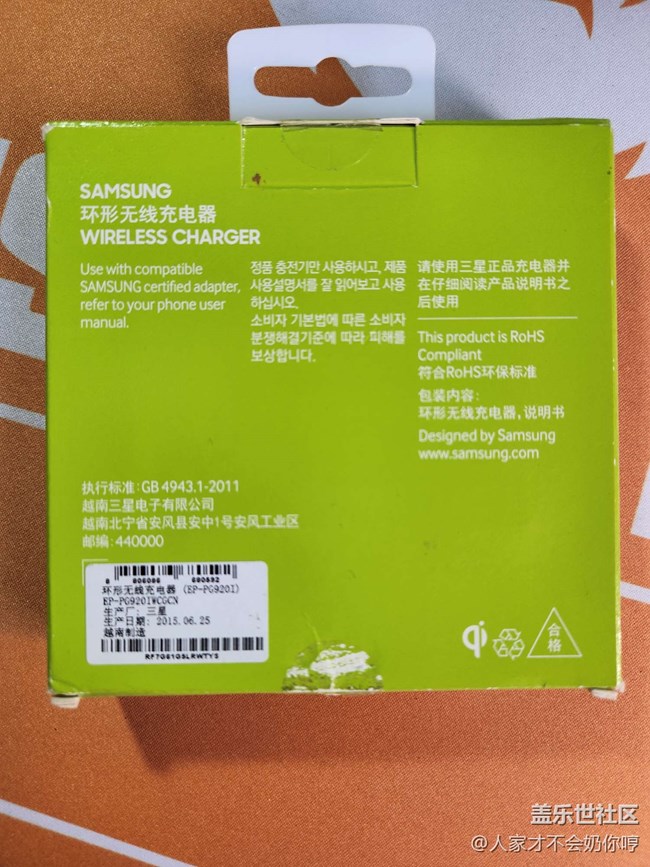 SAMSUNG
环形无线充电器
WIRELESS CHARGER
Use with compatible
SAMSUNG certified adapter,
refer to your phone user
manual.
정품 충전기만 사용하시고, 제품
사용설명서를 잘 읽어보고 사용
하십시오.
소비자 기본법에 따른 소비자
분쟁해결기준에 따라 피해를
보상합니다.
请使用三星正品充电器并
在仔细阅读产品说明书之
后使用
This product is RoHS
Compliant
符合RoHS环保标准
包装内容:
环形无线充电器, 说明书
Designed by Samsung
www.samsung.com
执行标准: GB 4943.1-2011
越南三星电子有限公司
越南北宁省安风县安中1号安风工业区
邮编: 440000
环形无线充电器 (EP-PG920I)
EP-PG920IWCGCN
生产厂: 三星
生产日期: 2015.06.25
越南制造
qi
合格
盖乐世社区
@人家才不会奶你哼